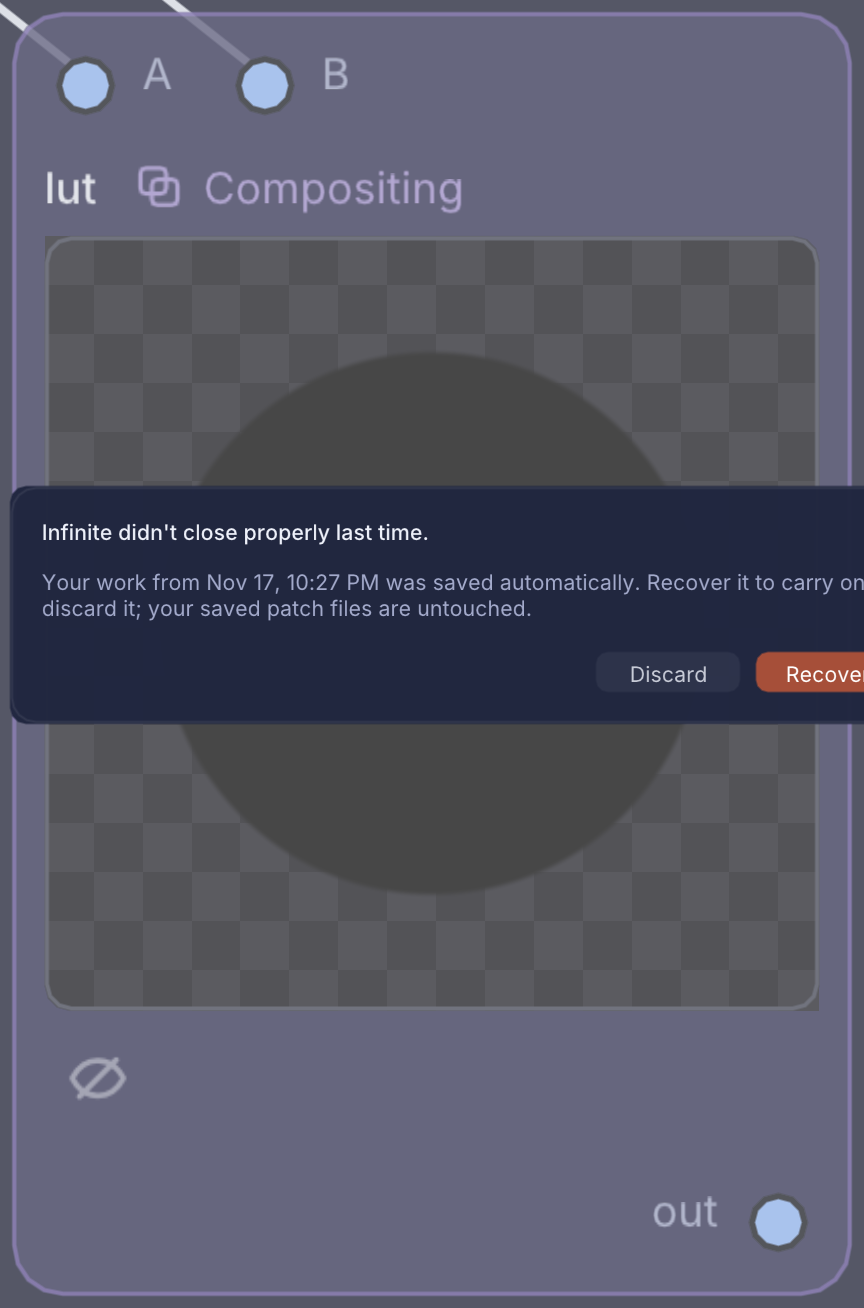 A B
lut Compositing
Infinite didn't close properly last time.
Your work from Nov 17, 10:27 PM was saved automatically. Recover it to carry on
discard it; your saved patch files are untouched.
Discard Recover
out